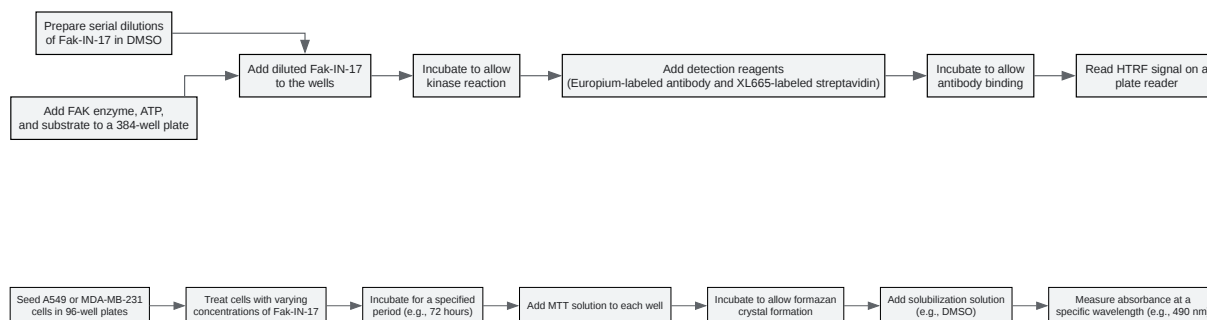 Prepare serial dilutions
of Fak-IN-17 in DMSO
Add FAK enzyme, ATP,
and substrate to a 384-well plate
Add diluted Fak-IN-17
to the wells
Incubate to allow
kinase reaction
Add detection reagents
(Europium-labeled antibody and XL665-labeled streptavidin)
Incubate to allow
antibody binding
Read HTRF signal on a
plate reader
Seed A549 or MDA-MB-231
cells in 96-well plates
Treat cells with varying
concentrations of Fak-IN-17
Incubate for a specified
period (e.g., 72 hours)
Add MTT solution to each well
Incubate to allow formazan
crystal formation
Add solubilization solution
(e.g., DMSO)
Measure absorbance at a
specific wavelength (e.g., 490 nm